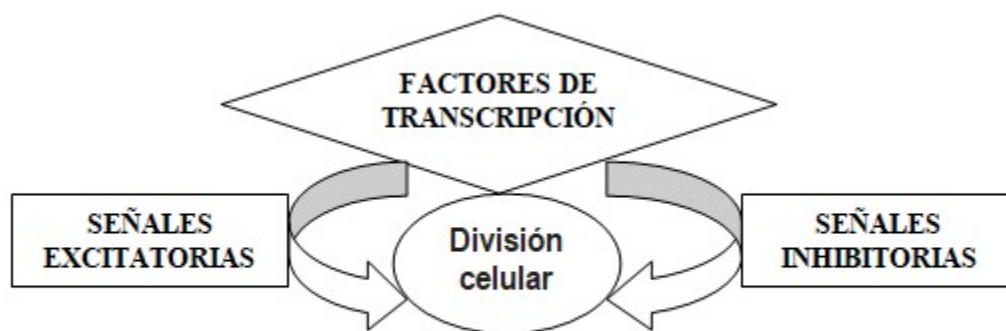 FACTORES DE
TRANSCRIPCIÓN
SEÑALES
EXCITATORIAS
División
celular
SEÑALES
INHIBITORIAS